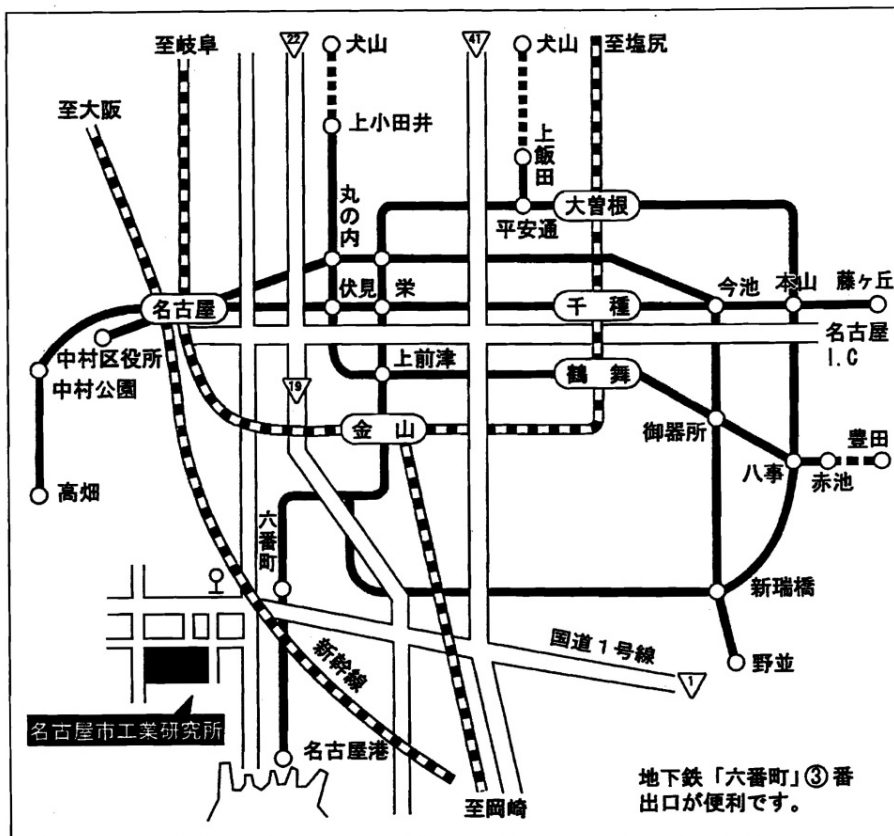 至岐阜
22
犬山
41
犬山
至塩尻
至大阪
上小田井
上飯田
丸の内
平安通
大曽根
名古屋
伏見
栄
千種
今池
本山
藤ヶ丘
中村区役所
中村公園
上前津
鶴舞
名古屋
I.C
19
金山
御器所
豊田
八事
赤池
高畑
六番町
新瑞橋
国道1号線
新幹線
1
野並
名古屋市工業研究所
名古屋港
至岡崎
地下鉄「六番町」③番
出口が便利です。